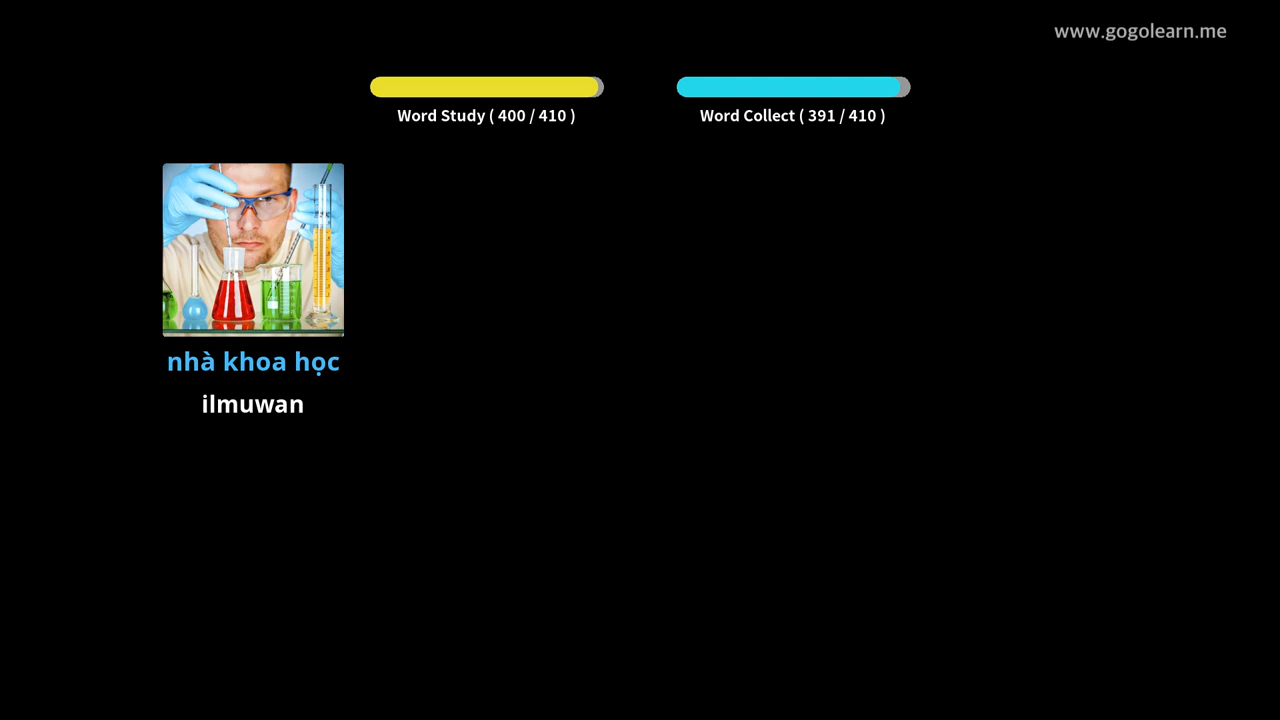 www.gogolearn.me
Word Study ( 400 / 410 )
Word Collect ( 391 / 410 )
nhà khoa học
ilmuwan